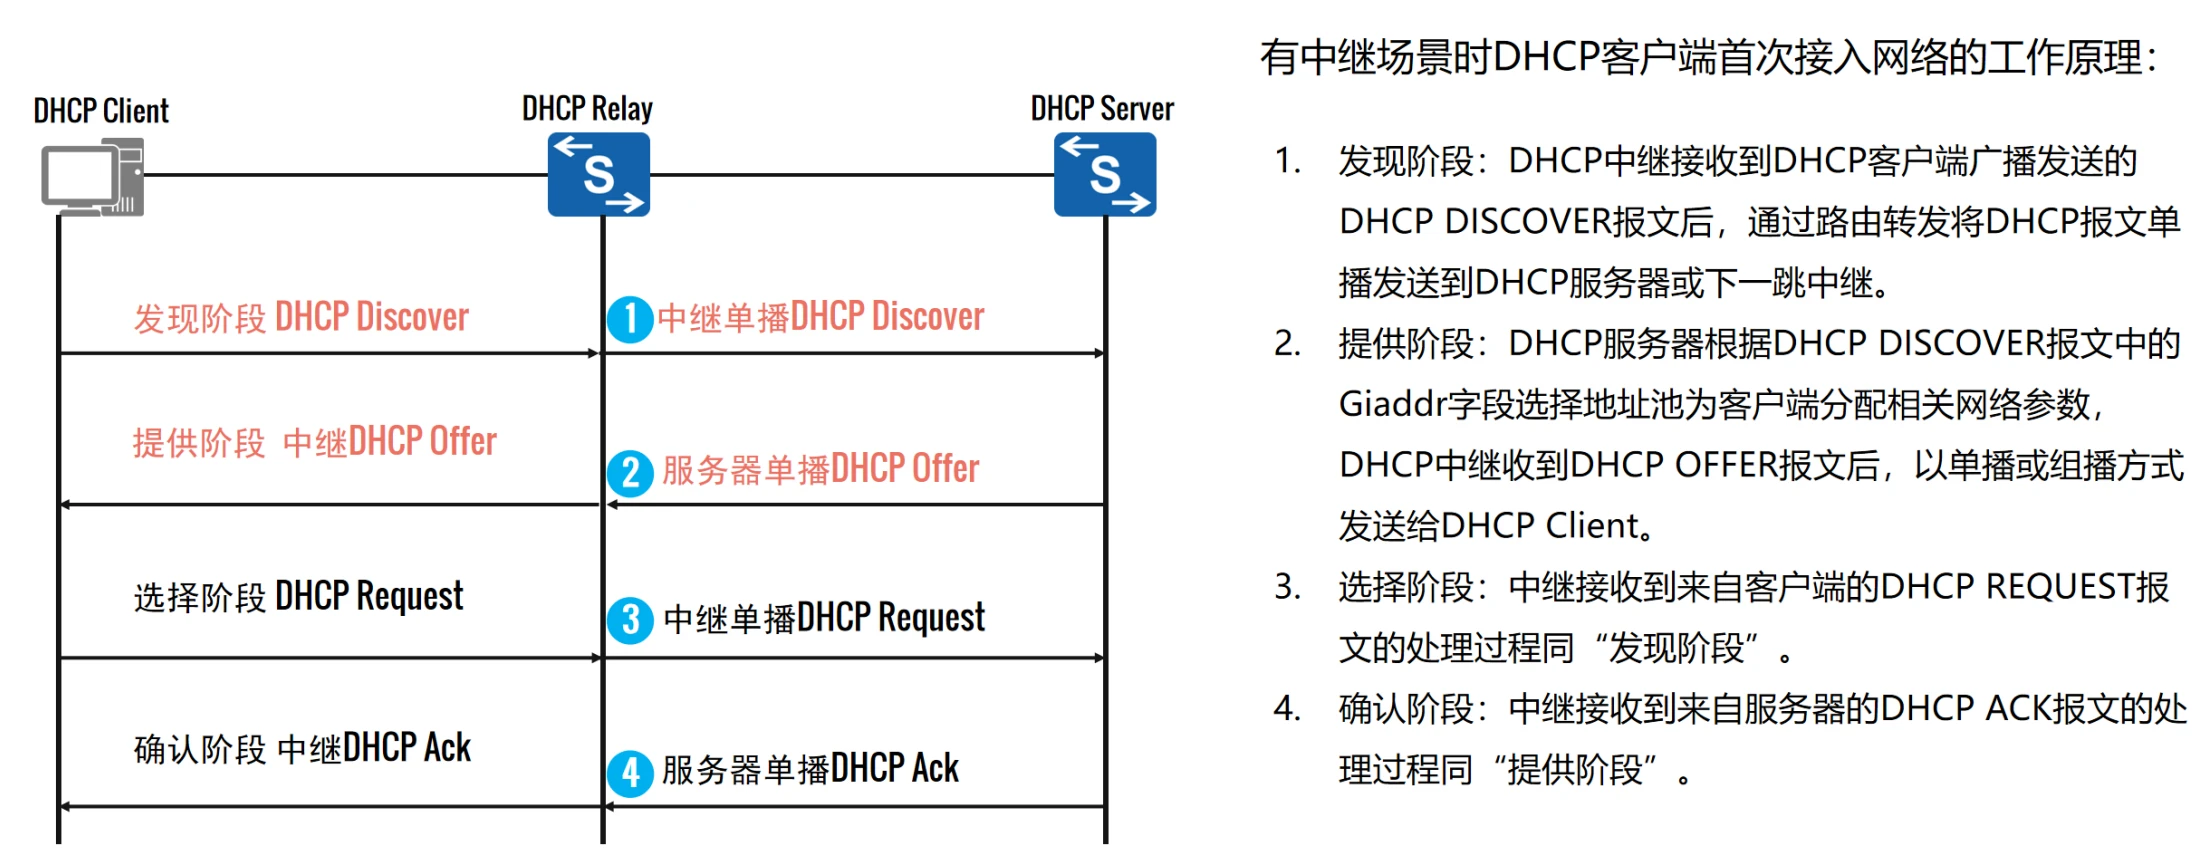 有中继场景时DHCP客户端首次接入网络的工作原理：
DHCP Client
DHCP Relay
DHCP Server
S
S
发现阶段 DHCP Discover
1 中继单播DHCP Discover
提供阶段 中继DHCP Offer
2 服务器单播DHCP Offer
选择阶段 DHCP Request
3 中继单播DHCP Request
确认阶段 中继DHCP Ack
4 服务器单播DHCP Ack
1. 发现阶段：DHCP中继接收到DHCP客户端广播发送的
DHCP DISCOVER报文后，通过路由转发将DHCP报文单
播发送到DHCP服务器或下一跳中继。
2. 提供阶段：DHCP服务器根据DHCP DISCOVER报文中的
Giaddr字段选择地址池为客户端分配相关网络参数，
DHCP中继收到DHCP OFFER报文后，以单播或组播方式
发送给DHCP Client。
3. 选择阶段：中继接收到来自客户端的DHCP REQUEST报
文的处理过程同“发现阶段”。
4. 确认阶段：中继接收到来自服务器的DHCP ACK报文的处
理过程同“提供阶段”。